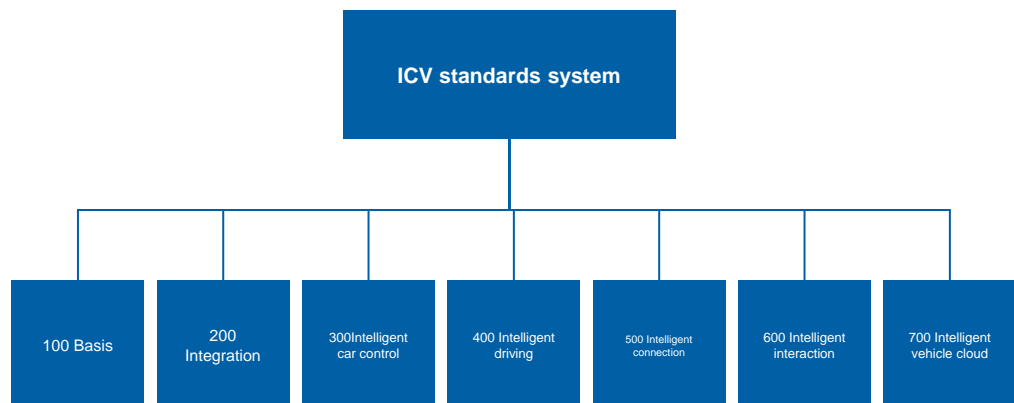 ICV standards system
100 Basis
200
Integration
300Intelligent
car control
400 Intelligent
driving
500 Intelligent
connection
600 Intelligent
interaction
700 Intelligent
vehicle cloud